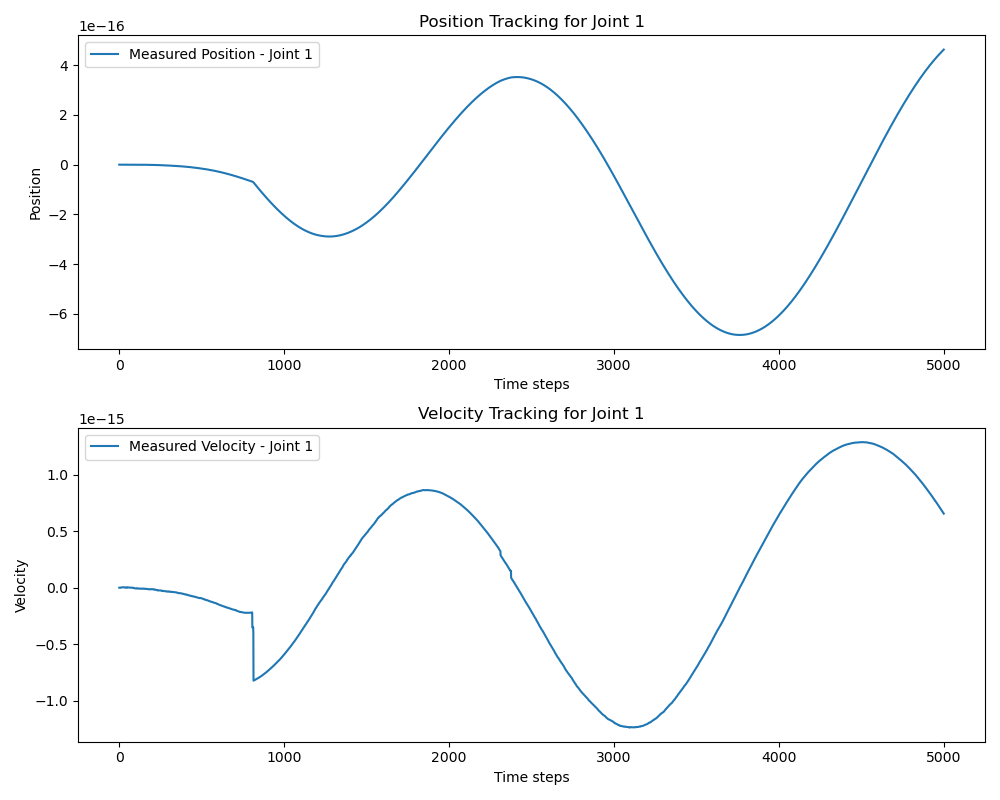 Position Tracking for Joint 1
1e−16
Measured Position - Joint 1
4
2
0
−2
−4
−6
Position
0 1000 2000 3000 4000 5000
Time steps
Velocity Tracking for Joint 1
1e−15
Measured Velocity - Joint 1
1.0
0.5
0.0
−0.5
−1.0
Velocity
0 1000 2000 3000 4000 5000
Time steps